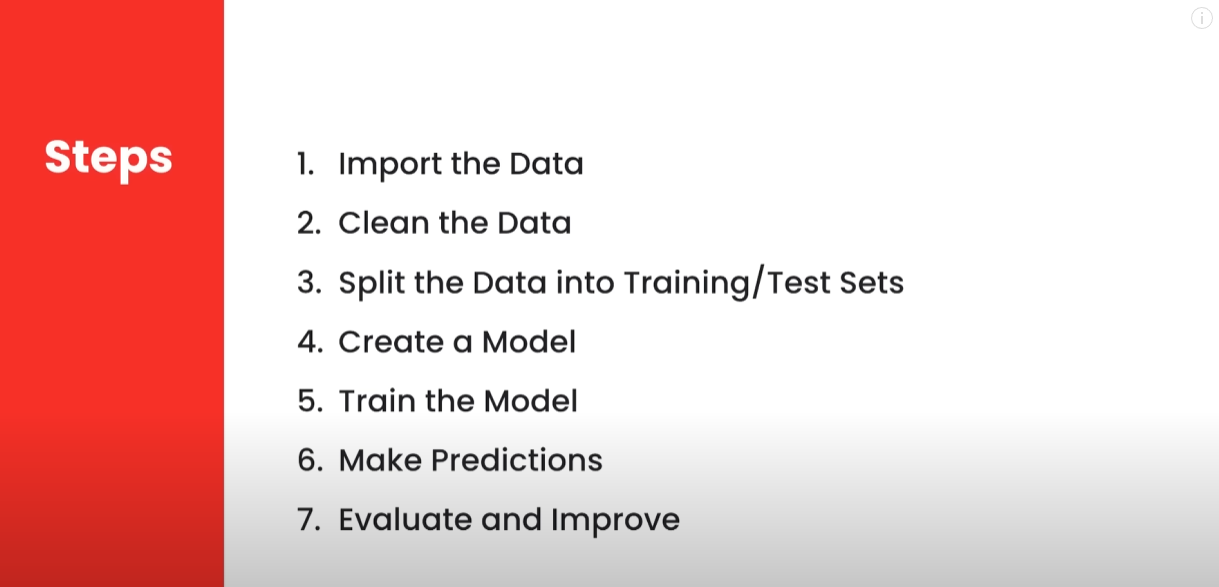 Steps
1. Import the Data
2. Clean the Data
3. Split the Data into Training/Test Sets
4. Create a Model
5. Train the Model
6. Make Predictions
7. Evaluate and Improve